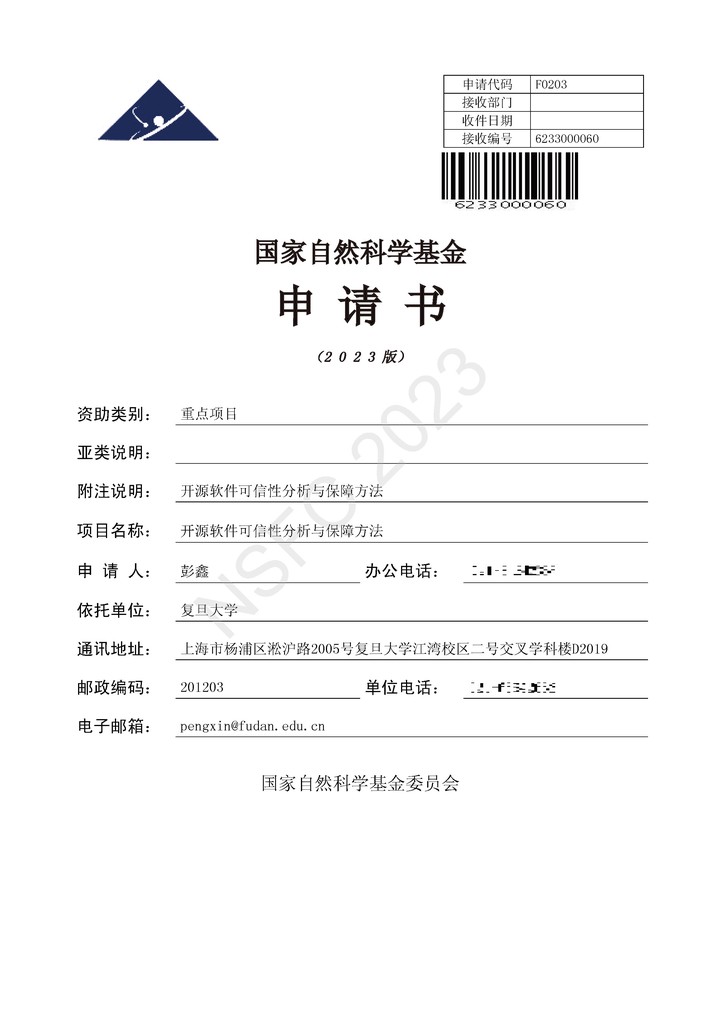 申请代码 F0203
接收部门
收件日期
接收编号 6233000060
6233000060
国家自然科学基金
申 请 书
（2 0 2 3 版）
资助类别： 重点项目
亚类说明：
附注说明： 开源软件可信性分析与保障方法
项目名称： 开源软件可信性分析与保障方法
申 请 人： 彭鑫 办公电话：
依托单位： 复旦大学
通讯地址： 上海市杨浦区淞沪路2005号复旦大学江湾校区二号交叉学科楼D2019
邮政编码： 201203 单位电话：
电子邮箱： pengxin@fudan.edu.cn
国家自然科学基金委员会
NSFC 2023